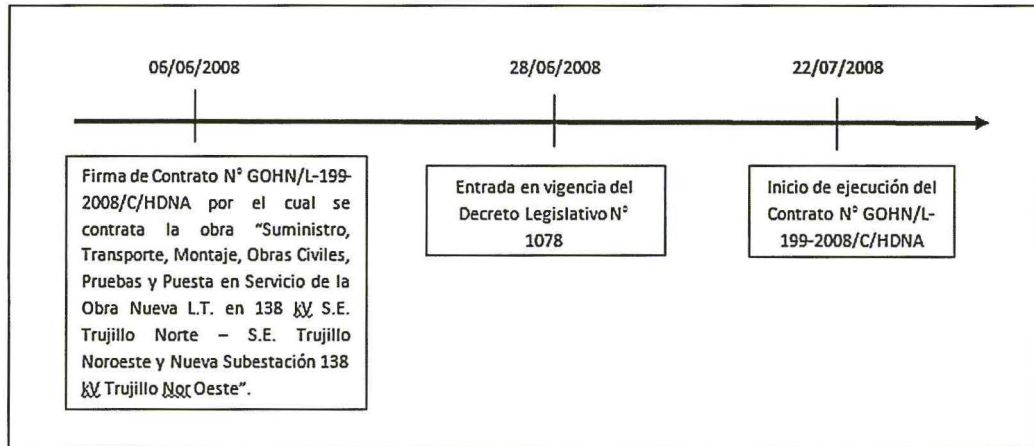 06/06/2008
28/06/2008
22/07/2008
Firma de Contrato N° GOHN/L-199-
2008/C/HDNA por el cual se
contrata la obra "Suministro,
Transporte, Montaje, Obras Civiles,
Pruebas y Puesta en Servicio de la
Obra Nueva L.T. en 138 kV S.E.
Trujillo Norte – S.E. Trujillo
Noroeste y Nueva Subestación 138
kV Trujillo Nor Oeste".
Entrada en vigencia del
Decreto Legislativo N°
1078
Inicio de ejecución del
Contrato N° GOHN/L-
199-2008/C/HDNA